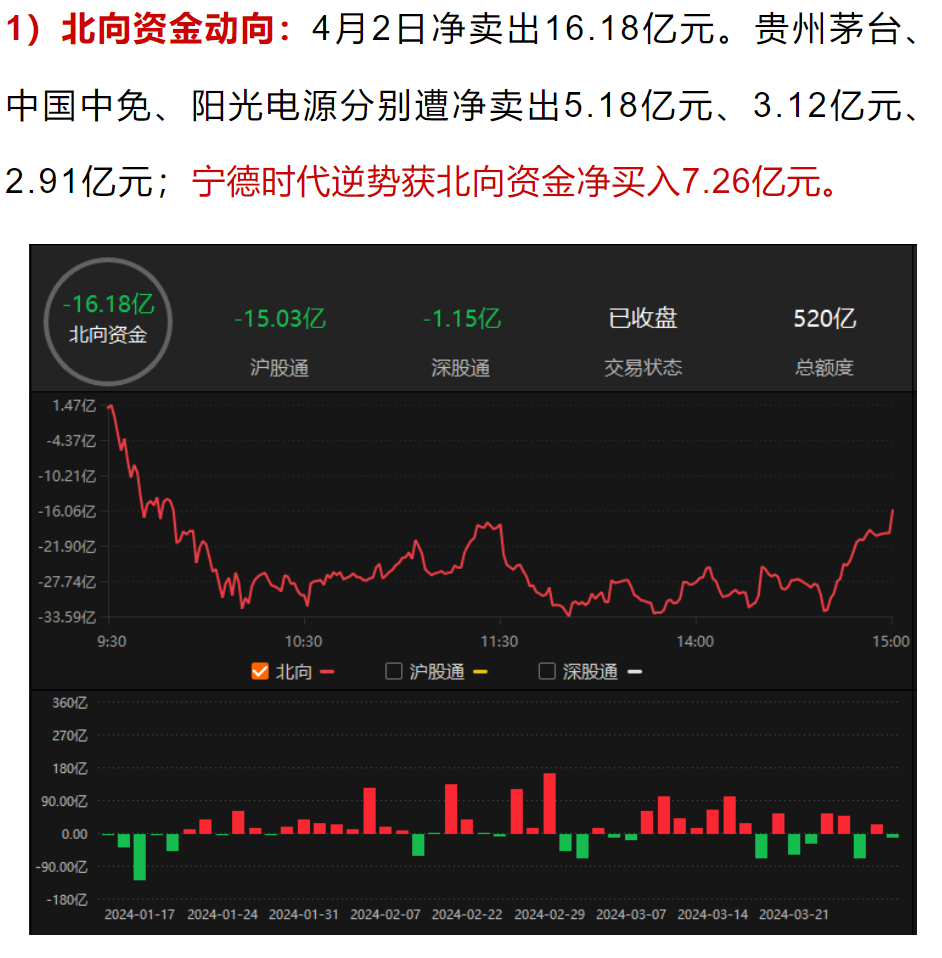 1）北向资金动向：4月2日净卖出16.18亿元。贵州茅台、
中国中免、阳光电源分别遭净卖出5.18亿元、3.12亿元、
2.91亿元；宁德时代逆势获北向资金净买入7.26亿元。
-16.18亿
北向资金
-15.03亿
沪股通
-1.15亿
深股通
已收盘
交易状态
520亿
总额度
1.47亿
-4.37亿
-10.21亿
-16.06亿
-21.90亿
-27.74亿
-33.59亿
9:30 10:30 11:30 14:00 15:00
北向 沪股通 深股通
360亿
270亿
180亿
90.00亿
0.00
-90.00亿
-180亿
2024-01-17 2024-01-24 2024-01-31 2024-02-07 2024-02-22 2024-02-29 2024-03-07 2024-03-14 2024-03-21